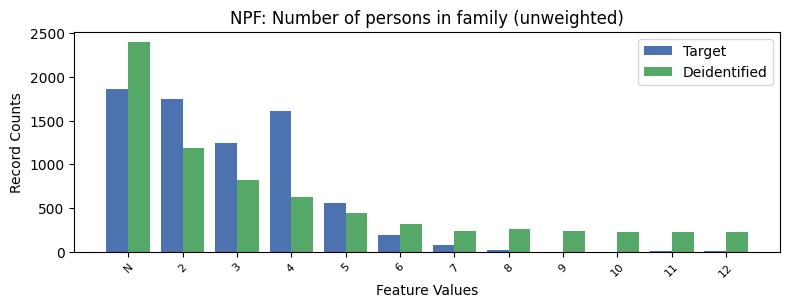 NPF: Number of persons in family (unweighted)
Target
Deidentified
Record Counts
2500
2000
1500
1000
500
0
N 2 3 4 5 6 7 8 9 10 11 12
Feature Values